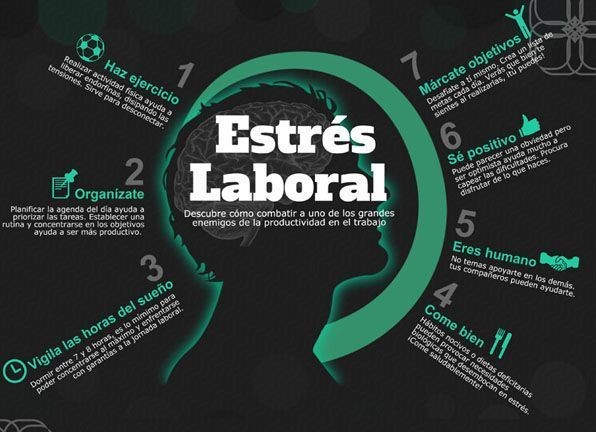 Estrés
Laboral
Descubre cómo combatir a uno de los grandes
enemigos de la productividad en el trabajo
1
Haz ejercicio
Realizar actividad física ayuda a
liberar endorfinas, disipando las
tensiones. Sirve para desconectar.
2
Organízate
Planificar la agenda del día ayuda a
priorizar las tareas. Establecer una
rutina y concentrarse en los objetivos
ayuda a ser más productivo.
3
Vigila las horas del sueño
Dormir entre 7 y 8 horas, es lo mímimo para
poder concentrarse al máximo y enfrentarse
con garantías a la jornada laboral.
4
Come bien
Hábitos nocivos o dietas deficitarias
pueden provocar necesidades
biológicas que desembocan en estrés.
¡Come saludablemente!
5
Eres humano
No temas apoyarte en los demás,
tus compañeros pueden ayudarte.
6
Sé positivo
Puede parecer una obviedad pero
ser optimista ayuda mucho a
capear las dificultades. Procura
disfrutar de lo que haces.
7
Márcate objetivos
Desafíate a tí mismo. Crea un lista de
metas cada día. Verás que bien te
sientes al realizarlas, ¡tú puedes!